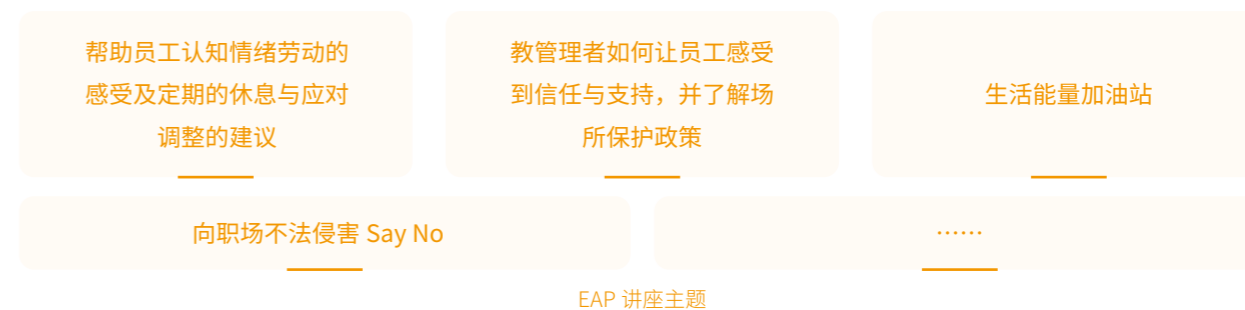 帮助员工认知情绪劳动的
感受及定期的休息与应对
调整的建议
教管理者如何让员工感受
到信任与支持，并了解场
所保护政策
生活能量加油站
向职场不法侵害 Say No
……
EAP 讲座主题